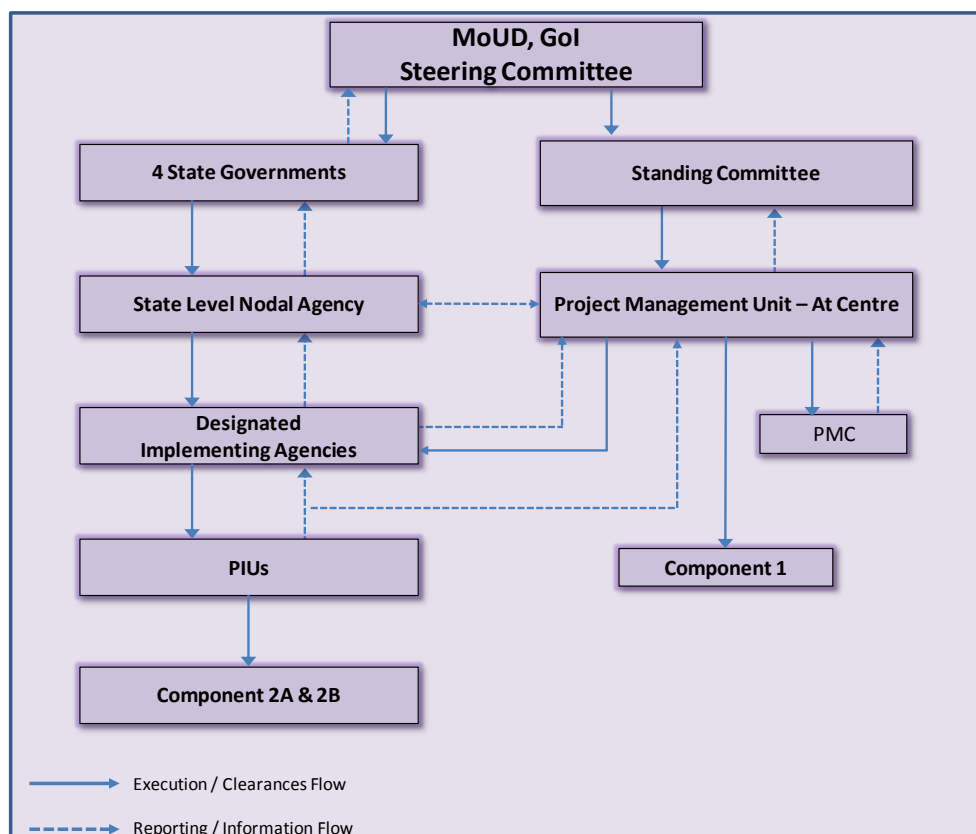 MoUD, GoI
Steering Committee
4 State Governments
Standing Committee
State Level Nodal Agency
Project Management Unit – At Centre
Designated
Implementing Agencies
PMC
PIUs
Component 1
Component 2A & 2B
Execution / Clearances Flow
Reporting / Information Flow